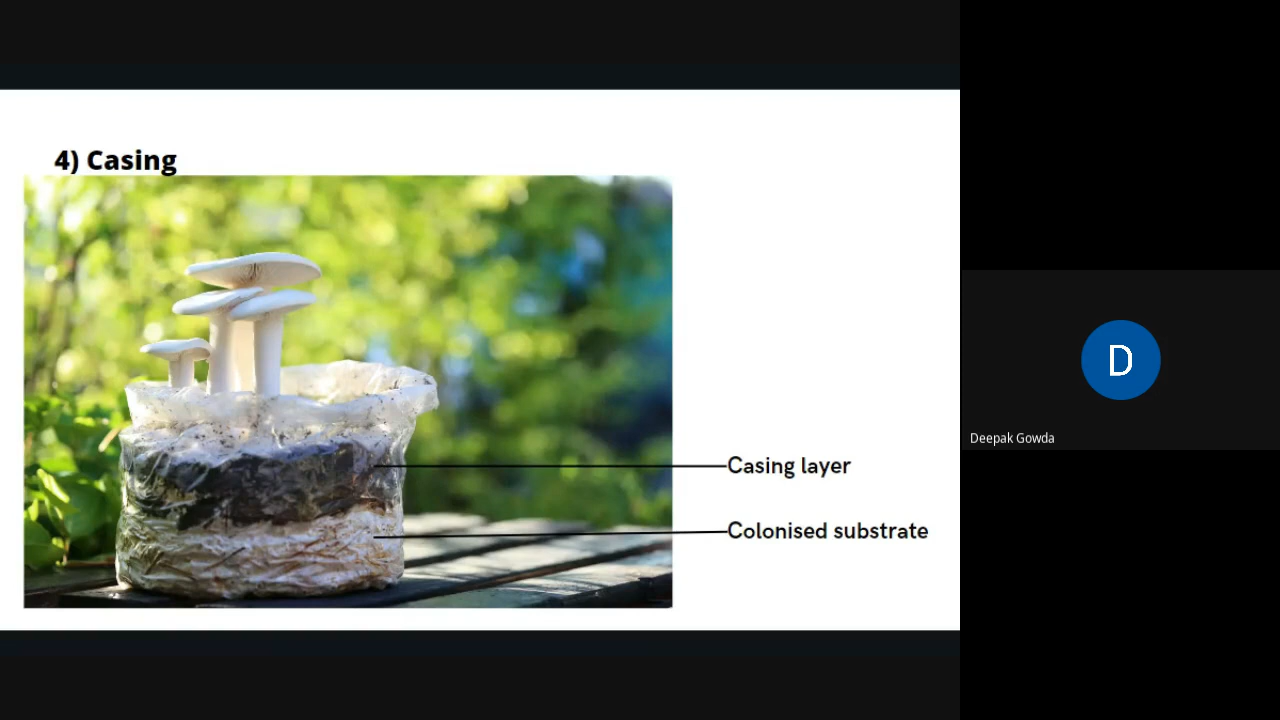 4) Casing
Casing layer
Colonised substrate
D
Deepak Gowda